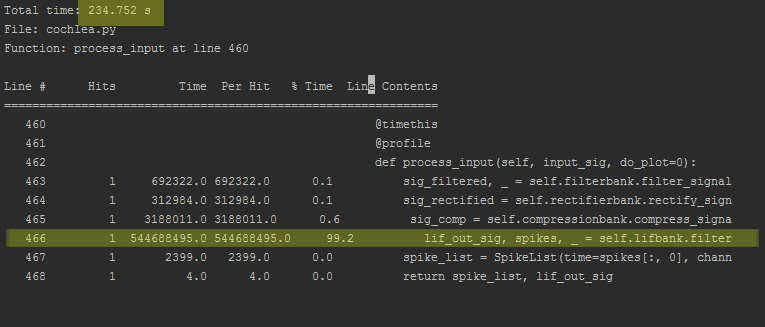 Total time: 234.752 s
File: cochlea.py
Function: process_input at line 460
Line # Hits Time Per Hit % Time Line Contents
==============================================================
460 @timethis
461 @profile
462 def process_input(self, input_sig, do_plot=0):
463 1 692322.0 692322.0 0.1 sig_filtered, _ = self.filterbank.filter_signal
464 1 312984.0 312984.0 0.1 sig_rectified = self.rectifierbank.rectify_sign
465 1 3188011.0 3188011.0 0.6 sig_comp = self.compressionbank.compress_signa
466 1 544688495.0 544688495.0 99.2 lif_out_sig, spikes, _ = self.lifbank.filter
467 1 2399.0 2399.0 0.0 spike_list = SpikeList(time=spikes[:, 0], chann
468 1 4.0 4.0 0.0 return spike_list, lif_out_sig